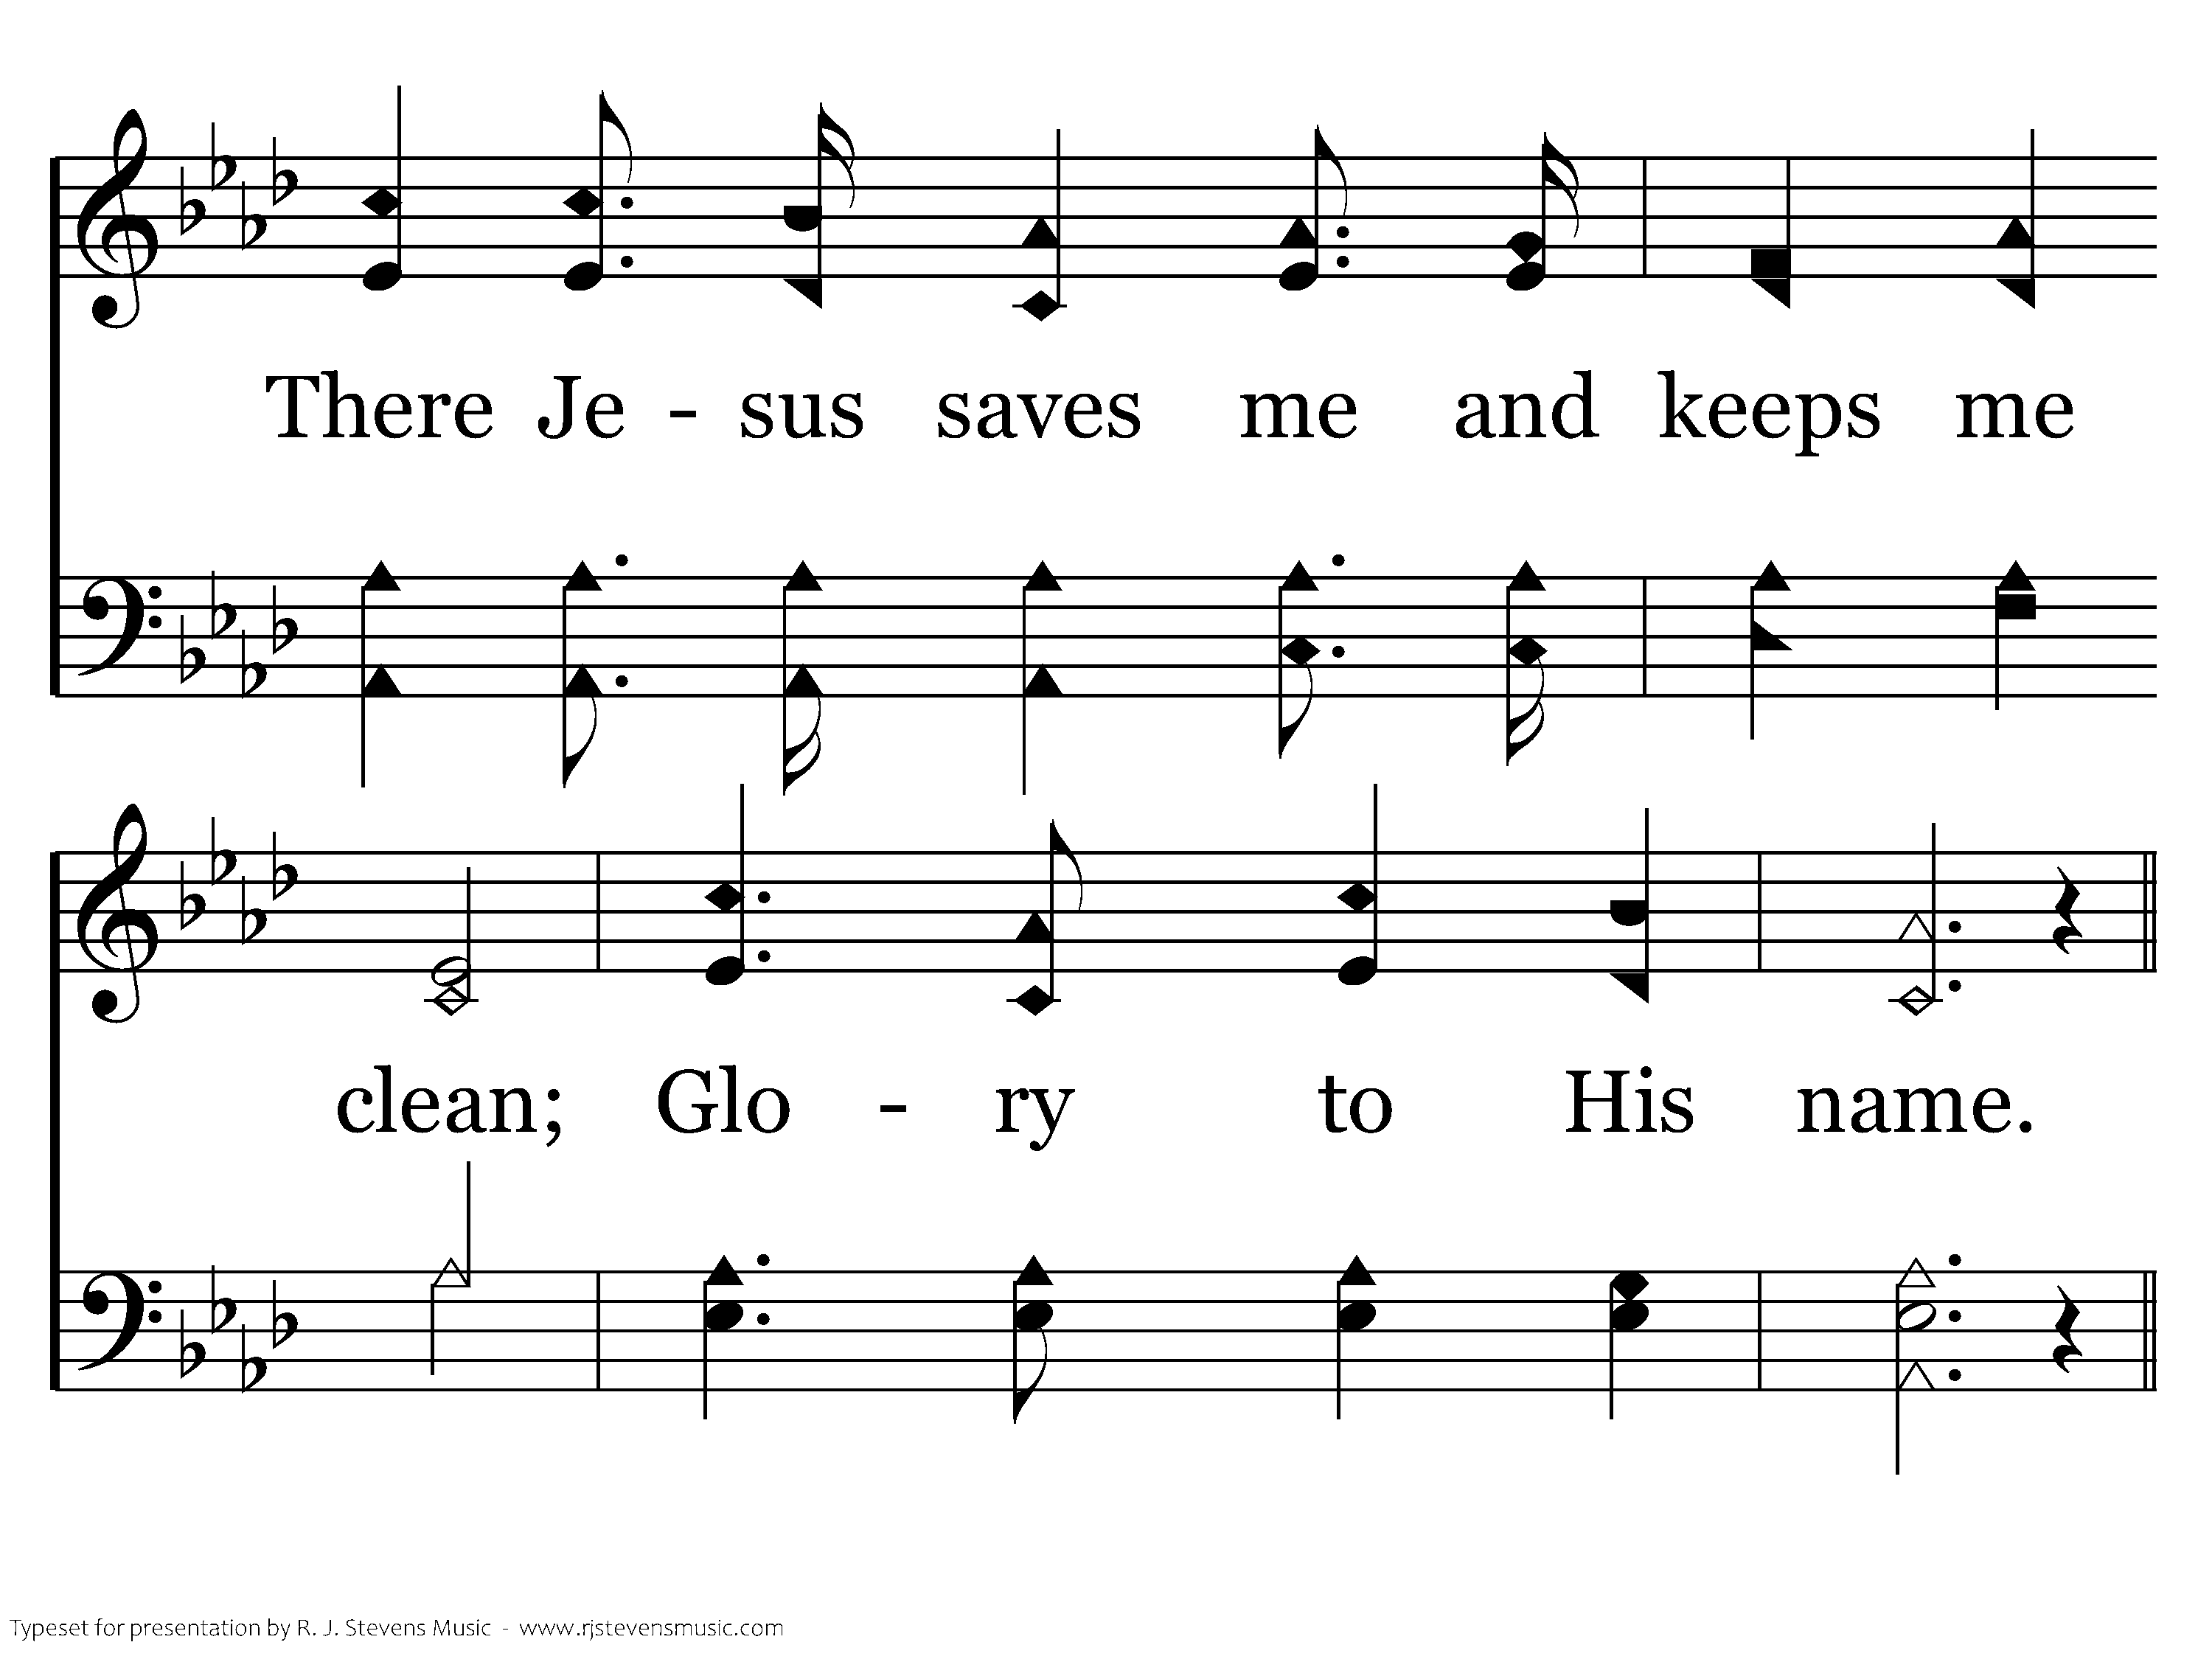 There Je - sus saves me and keeps me
clean; Glo - ry to His name.
Typeset for presentation by R. J. Stevens Music - www.rjstevensmusic.com